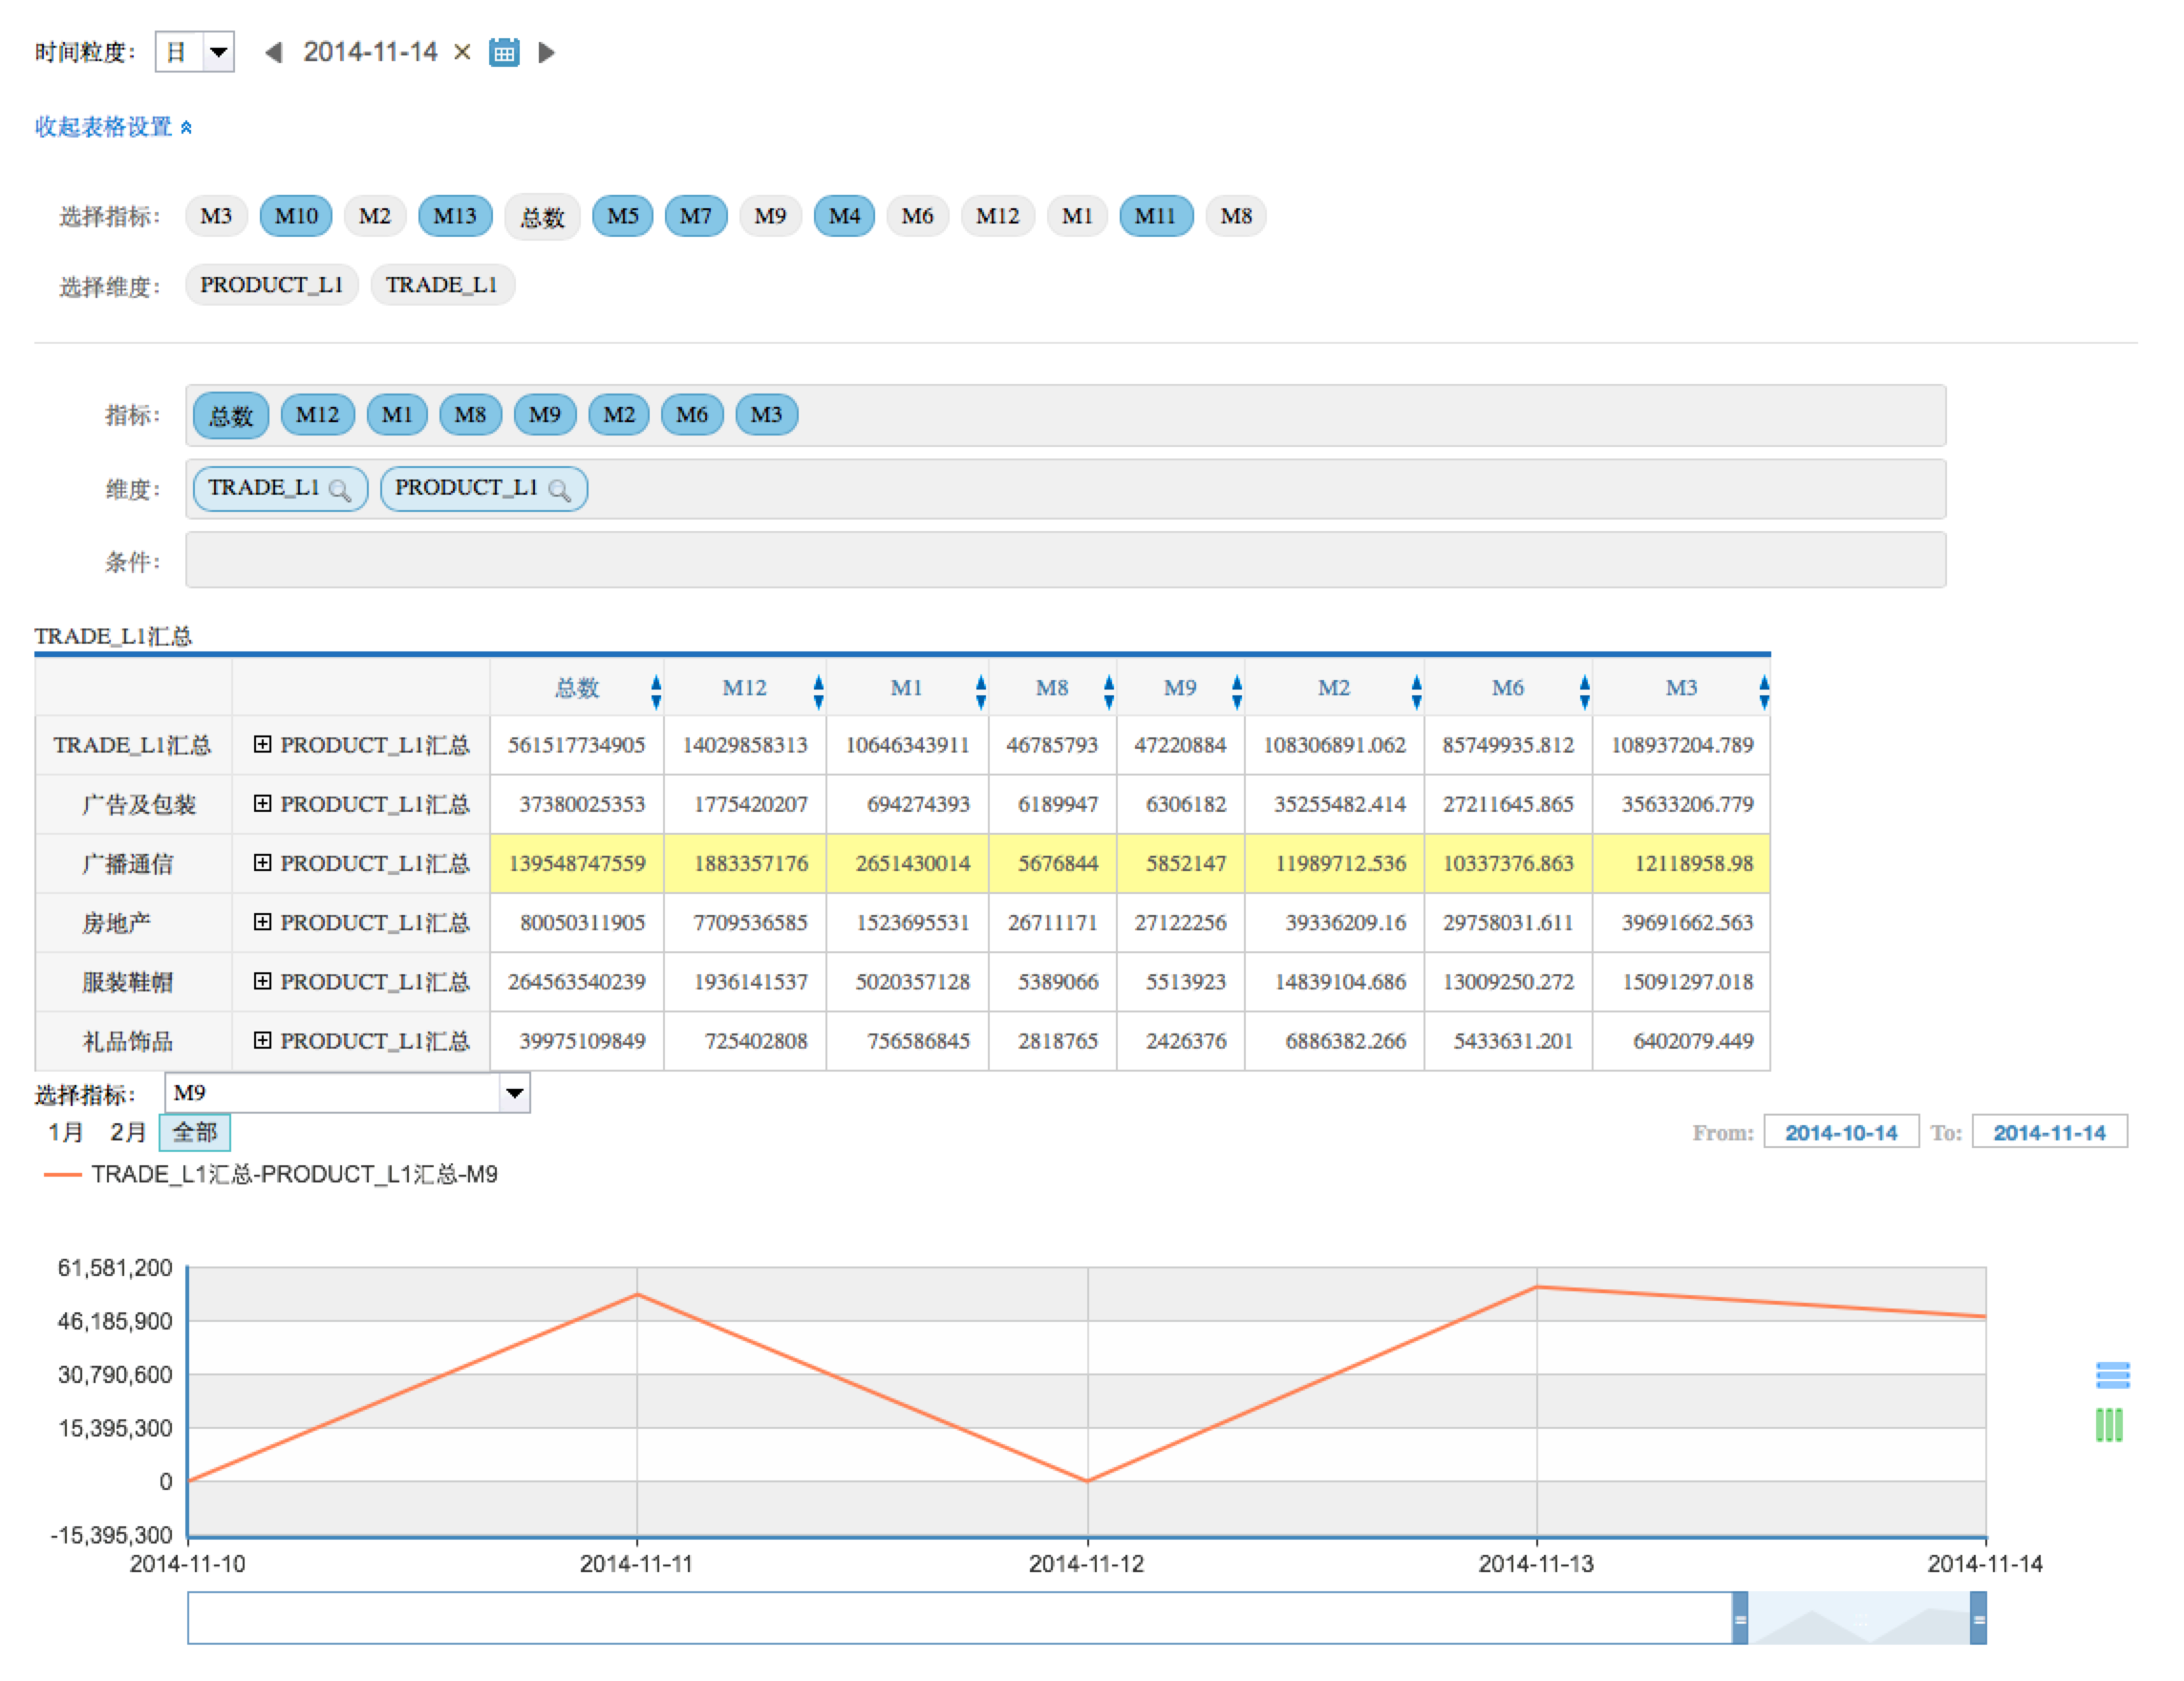 时间粒度： 日 2014-11-14 ×
收起表格设置
选择指标： M3 M10 M2 M13 总数 M5 M7 M9 M4 M6 M12 M1 M11 M8
选择维度： PRODUCT_L1 TRADE_L1
指标： 总数 M12 M1 M8 M9 M2 M6 M3
维度： TRADE_L1 PRODUCT_L1
条件：
TRADE_L1汇总
总数 M12 M1 M8 M9 M2 M6 M3
TRADE_L1汇总 PRODUCT_L1汇总 561517734905 14029858313 10646343911 46785793 47220884 108306891.062 85749935.812 108937204.789
广告及包装 PRODUCT_L1汇总 37380025353 1775420207 694274393 6189947 6306182 35255482.414 27211645.865 35633206.779
广播通信 PRODUCT_L1汇总 139548747559 1883357176 2651430014 5676844 5852147 11989712.536 10337376.863 12118958.98
房地产 PRODUCT_L1汇总 80050311905 7709536585 1523695531 26711171 27122256 39336209.16 29758031.611 39691662.563
服装鞋帽 PRODUCT_L1汇总 264563540239 1936141537 5020357128 5389066 5513923 14839104.686 13009250.272 15091297.018
礼品饰品 PRODUCT_L1汇总 39975109849 725402808 756586845 2818765 2426376 6886382.266 5433631.201 6402079.449
选择指标： M9
1月 2月 全部 From: 2014-10-14 To: 2014-11-14
TRADE_L1汇总-PRODUCT_L1汇总-M9
61,581,200
46,185,900
30,790,600
15,395,300
0
-15,395,300
2014-11-10 2014-11-11 2014-11-12 2014-11-13 2014-11-14